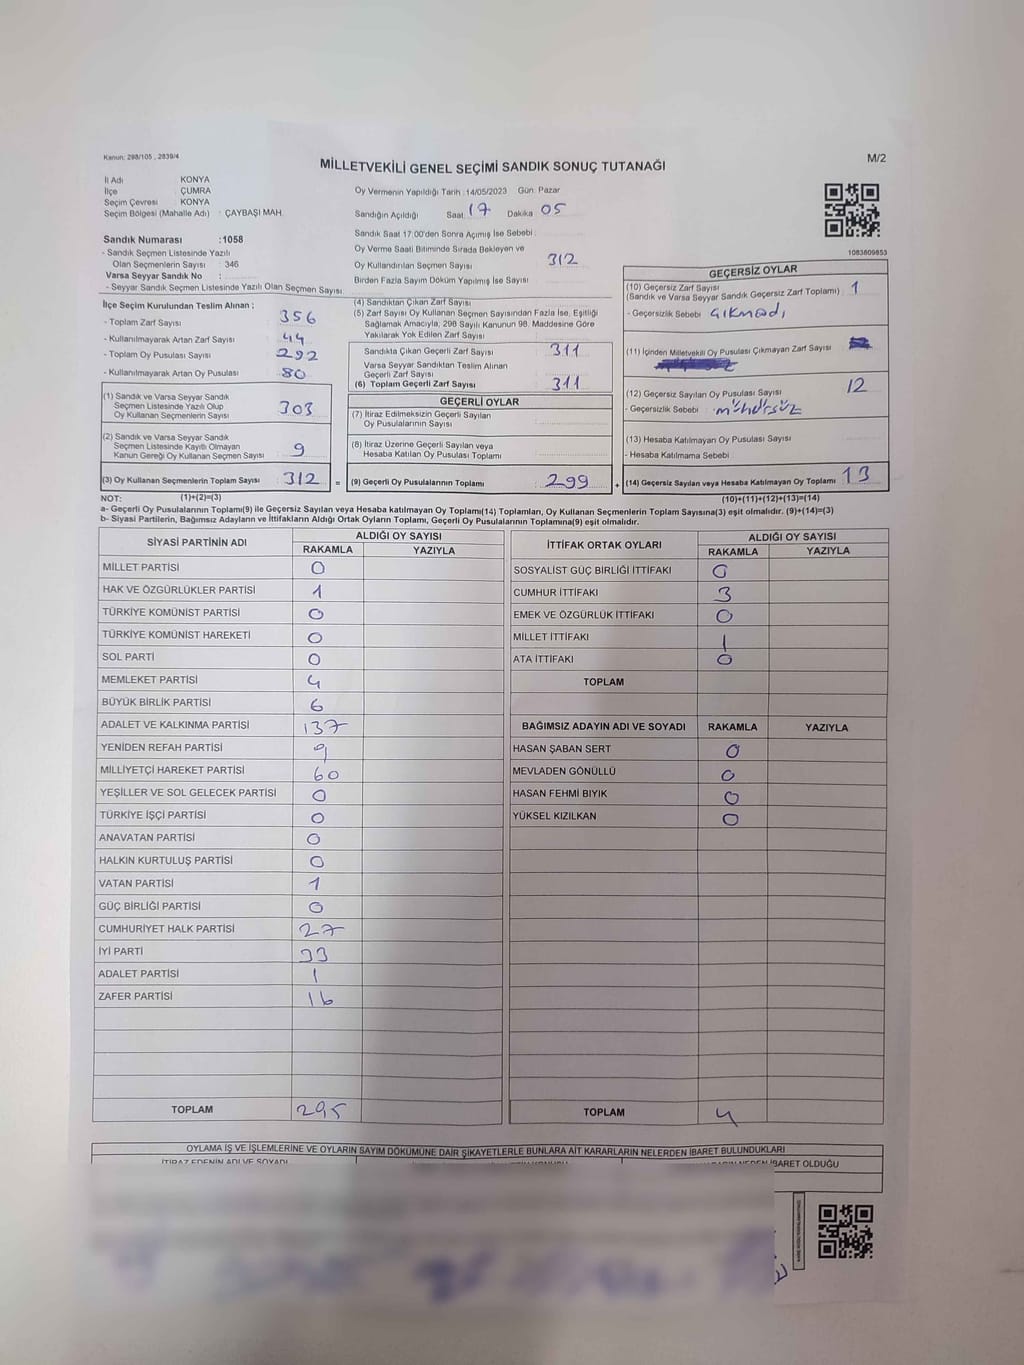 Kanun: 298/105 , 2839/4
MİLLETVEKİLİ GENEL SEÇİMİ SANDIK SONUÇ TUTANAĞI
M/2
İl Adı : KONYA
İlçe : ÇUMRA
Seçim Çevresi : KONYA
Seçim Bölgesi (Mahalle Adı) : ÇAYBAŞI MAH.
Sandık Numarası :1058
- Sandık Seçmen Listesinde Yazılı
Olan Seçmenlerin Sayısı : 346
Varsa Seyyar Sandık No :
- Seyyar Sandık Seçmen Listesinde Yazılı Olan Seçmen Sayısı:
Oy Vermenin Yapıldığı Tarih :14/05/2023 Gün: Pazar
Sandığın Açıldığı Saat 17 Dakika 05
Sandık Saat 17:00'den Sonra Açımış İse Sebebi:
Oy Verme Saati Bitiminde Sırada Bekleyen ve
Oy Kullandırılan Seçmen Sayısı 312
Birden Fazla Sayım Döküm Yapılmış İse Sayısı
1083609853
İlçe Seçim Kurulundan Teslim Alınan ;
- Toplam Zarf Sayısı 356
- Kullanılmayarak Artan Zarf Sayısı 44
- Toplam Oy Pusulası Sayısı 292
- Kullanılmayarak Artan Oy Pusulası 80
(1) Sandık ve Varsa Seyyar Sandık
Seçmen Listesinde Yazılı Olup
Oy Kullanan Seçmenlerin Sayısı 303
(2) Sandık ve Varsa Seyyar Sandık
Seçmen Listesinde Kayıtlı Olmayan
Kanun Gereği Oy Kullanan Seçmen Sayısı 9
(3) Oy Kullanan Seçmenlerin Toplam Sayısı 312 =
(4) Sandıktan Çıkan Zarf Sayısı
(5) Zarf Sayısı Oy Kullanan Seçmen Sayısından Fazla İse, Eşitliği
Sağlamak Amacıyla, 298 Sayılı Kanunun 98. Maddesine Göre
Yakılarak Yok Edilen Zarf Sayısı
Sandıkta Çıkan Geçerli Zarf Sayısı 311
Varsa Seyyar Sandıktan Teslim Alınan
Geçerli Zarf Sayısı
(6) Toplam Geçerli Zarf Sayısı 311
GEÇERLİ OYLAR
(7) İtiraz Edilmeksizin Geçerli Sayılan
Oy Pusulalarının Sayısı
(8) İtiraz Üzerine Geçerli Sayılan veya
Hesaba Katılan Oy Pusulası Toplamı
(9) Geçerli Oy Pusulalarının Toplamı 299 +
GEÇERSİZ OYLAR
(10) Geçersiz Zarf Sayısı 1
(Sandık ve Varsa Seyyar Sandık Geçersiz Zarf Toplamı)
- Geçersizlik Sebebi : çıkmadı
(11) İçinden Milletvekili Oy Pusulası Çıkmayan Zarf Sayısı
(12) Geçersiz Sayılan Oy Pusulası Sayısı 12
- Geçersizlik Sebebi : mühürsüz
(13) Hesaba Katılmayan Oy Pusulası Sayısı
- Hesaba Katılmama Sebebi
(14) Geçersiz Sayılan veya Hesaba Katılmayan Oy Toplamı 13
NOT: (1)+(2)=(3) (10)+(11)+(12)+(13)=(14)
a- Geçerli Oy Pusulalarının Toplamı(9) ile Geçersiz Sayılan veya Hesaba Katılmayan Oy Toplamı(14) Toplamları, Oy Kullanan Seçmenlerin Toplam Sayısına(3) eşit olmalıdır. (9)+(14)=(3)
b- Siyasi Partilerin, Bağımsız Adayların ve İttifakların Aldığı Ortak Oyların Toplamı, Geçerli Oy Pusulalarının Toplamına(9) eşit olmalıdır.
SİYASİ PARTİNİN ADI ALDIĞI OY SAYISI
RAKAMLA YAZIYLA
MİLLET PARTİSİ 0
HAK VE ÖZGÜRLÜKLER PARTİSİ 1
TÜRKİYE KOMÜNİST PARTİSİ 0
TÜRKİYE KOMÜNİST HAREKETİ 0
SOL PARTİ 0
MEMLEKET PARTİSİ 4
BÜYÜK BİRLİK PARTİSİ 6
ADALET VE KALKINMA PARTİSİ 137
YENİDEN REFAH PARTİSİ 9
MİLLİYETÇİ HAREKET PARTİSİ 60
YEŞİLLER VE SOL GELECEK PARTİSİ 0
TÜRKİYE İŞÇİ PARTİSİ 0
ANAVATAN PARTİSİ 0
HALKIN KURTULUŞ PARTİSİ 0
VATAN PARTİSİ 1
GÜÇ BİRLİĞİ PARTİSİ 0
CUMHURİYET HALK PARTİSİ 27
İYİ PARTİ 33
ADALET PARTİSİ 1
ZAFER PARTİSİ 16
TOPLAM 295
İTTİFAK ORTAK OYLARI ALDIĞI OY SAYISI
RAKAMLA YAZIYLA
SOSYALİST GÜÇ BİRLİĞİ İTTİFAKI 0
CUMHUR İTTİFAKI 3
EMEK VE ÖZGÜRLÜK İTTİFAKI 0
MİLLET İTTİFAKI 1
ATA İTTİFAKI 0
TOPLAM
BAĞIMSIZ ADAYIN ADI VE SOYADI RAKAMLA YAZIYLA
HASAN ŞABAN SERT 0
MEVLADEN GÖNÜLLÜ 0
HASAN FEHMİ BIYIK 0
YÜKSEL KIZILKAN 0
TOPLAM 4
OYLAMA İŞ VE İŞLEMLERİNE VE OYLARIN SAYIM DÖKÜMÜNE DAİR ŞİKAYETLERLE BUNLARA AİT KARARLARIN NELERDEN İBARET BULUNDUKLARI
İTİRAZ EDENİN ADI VE SOYADI NEDEN İBARET OLDUĞU